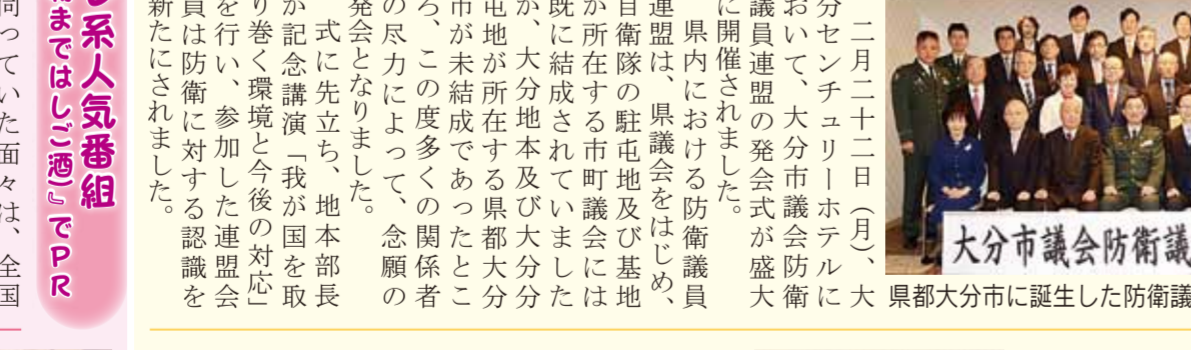 大分市議会防衛議
県都大分市に誕生した防衛議
二月二十二日(月)、大
分センチュリーホテルに
おいて、大分市議会防衛
議員連盟の発会式が盛大
に開催されました。
県内における防衛議員
連盟は、県議会をはじめ、
自衛隊の駐屯地及び基地
が所在する市町議会には
既に結成されていました
が、大分地本及び大分分
屯地が所在する県都大分
市が未結成であったとこ
ろ、この度多くの関係者
の尽力によって、念願の
発会となりました。
式に先立ち、地本部長
が記念講演「我が国を取
り巻く環境と今後の対応」
を行い、参加した連盟会
員は防衛に対する認識を
新たにされました。
系人気番組
まではしご酒)』でPR
伺っていた面々は、全国